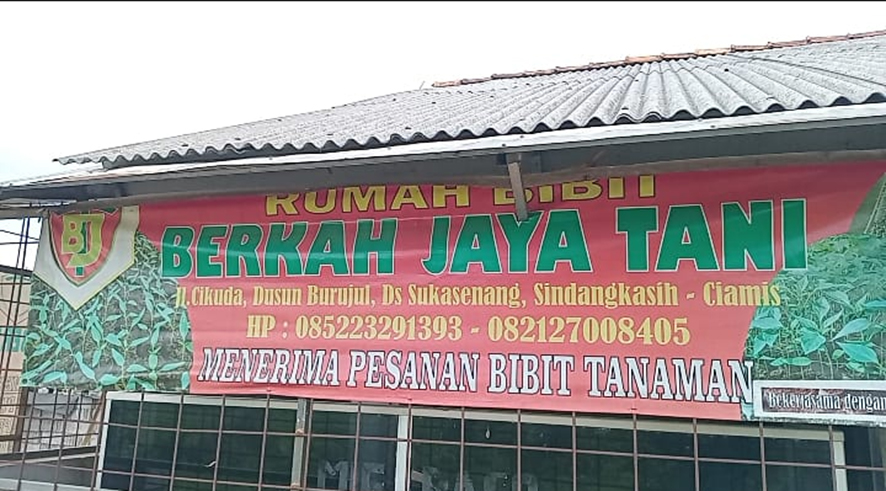 RUMAH BIBIT
BJT
BERKAH JAYA TANI
Jl.Cikuda, Dusun Burujul, Ds Sukasenang, Sindangkasih - Ciamis
HP : 085223291393 - 082127008405
MENERIMA PESANAN BIBIT TANAMAN
Bekerjasama dengan